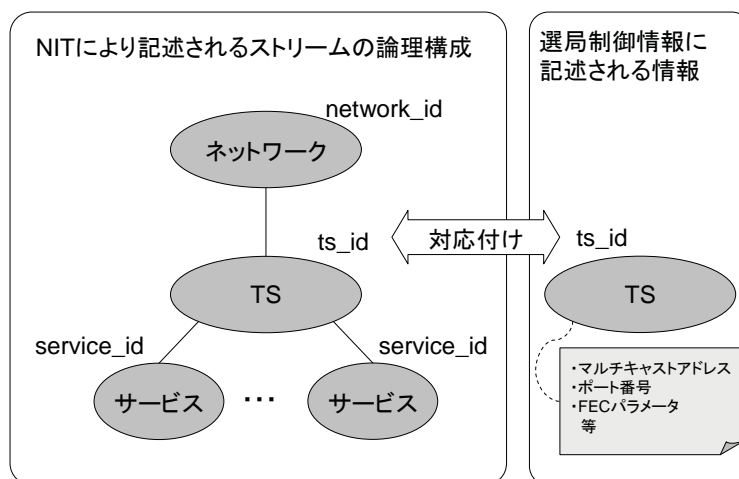 NITにより記述されるストリームの論理構成
network_id
ネットワーク
ts_id
TS
service_id
service_id
サービス
・・・
サービス
対応付け
選局制御情報に
記述される情報
ts_id
TS
・マルチキャストアドレス
・ポート番号
・FECパラメータ
等